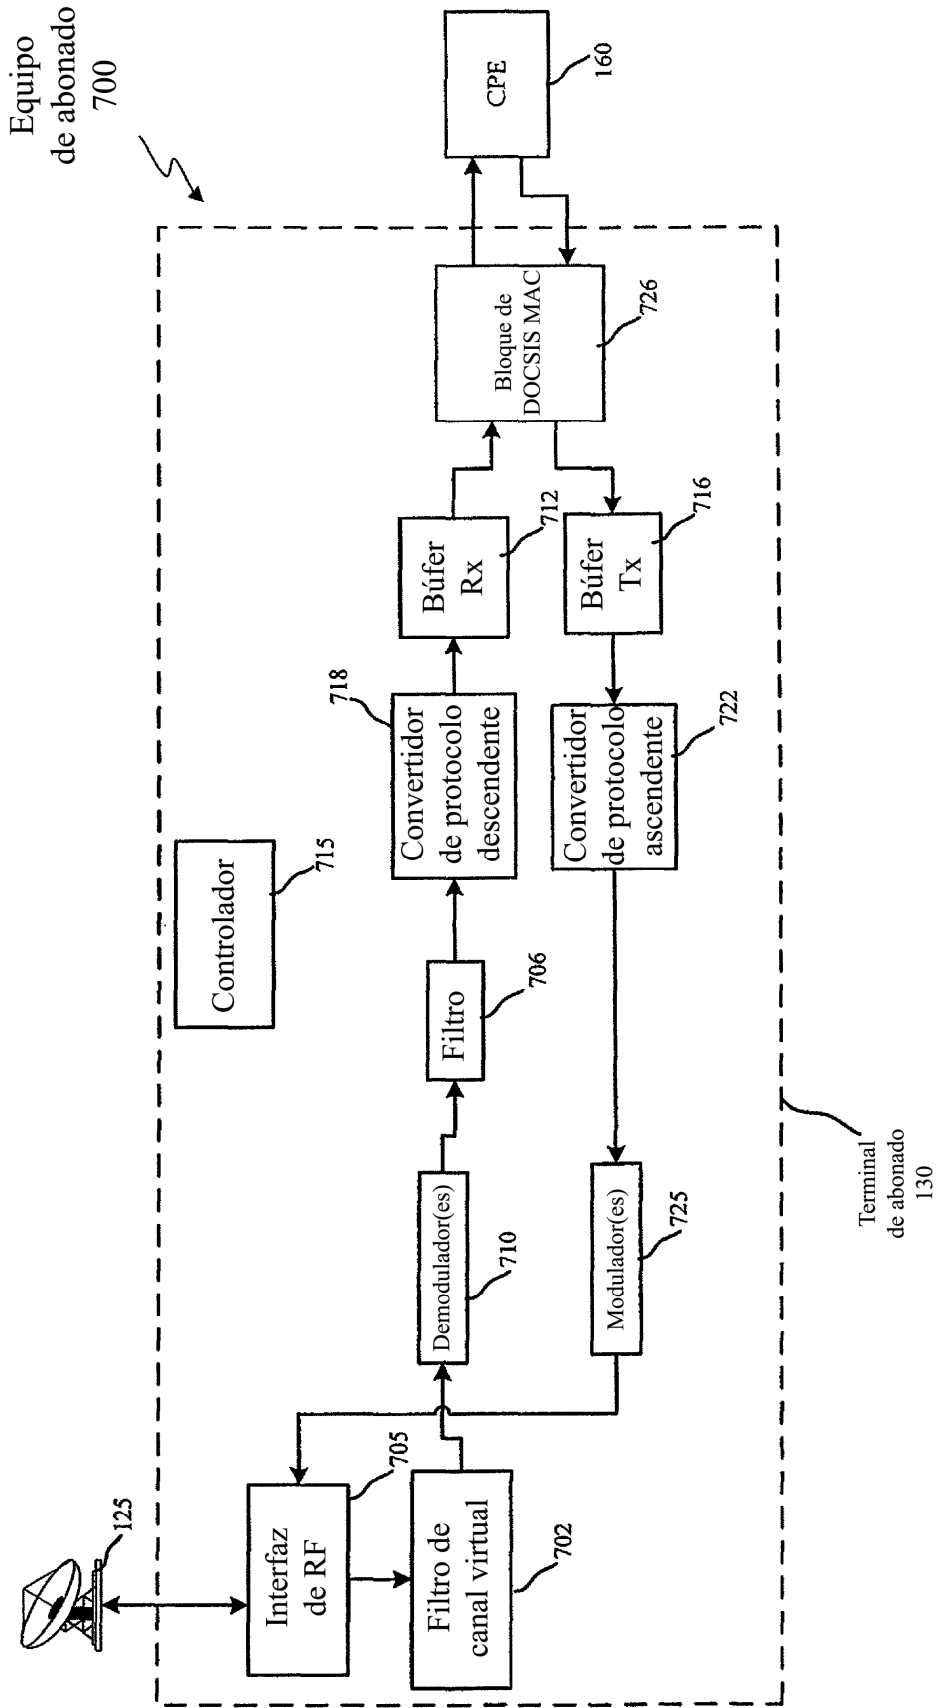 Equipo
de abonado
700
125
Interfaz
de RF
705
Filtro de
canal virtual
702
Demodulador(es)
710
Filtro
706
Controlador
715
Convertidor
de protocolo
descendente
718
Búfer
Rx
712
Bloque de
DOCSIS MAC
726
CPE
160
Búfer
Tx
716
Convertidor
de protocolo
ascendente
722
Modulador(es)
725
Terminal
de abonado
130